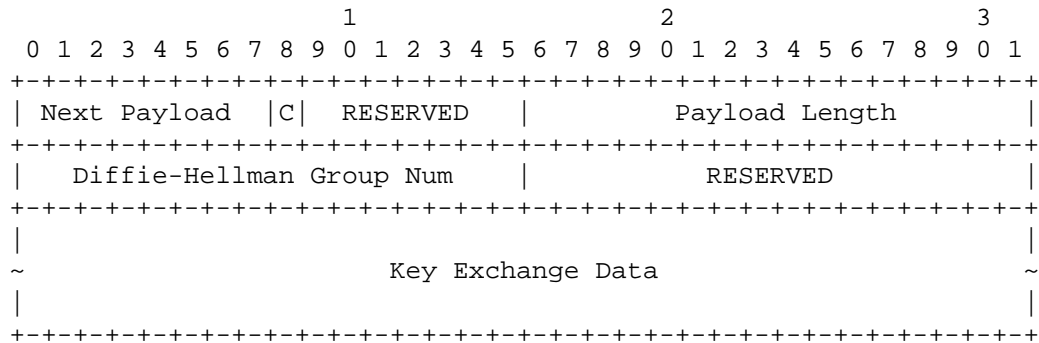 1                   2                   3
 0 1 2 3 4 5 6 7 8 9 0 1 2 3 4 5 6 7 8 9 0 1 2 3 4 5 6 7 8 9 0 1
+-+-+-+-+-+-+-+-+-+-+-+-+-+-+-+-+-+-+-+-+-+-+-+-+-+-+-+-+-+-+-+-+
| Next Payload  |C|  RESERVED   |         Payload Length        |
+-+-+-+-+-+-+-+-+-+-+-+-+-+-+-+-+-+-+-+-+-+-+-+-+-+-+-+-+-+-+-+-+
|   Diffie-Hellman Group Num    |           RESERVED            |
+-+-+-+-+-+-+-+-+-+-+-+-+-+-+-+-+-+-+-+-+-+-+-+-+-+-+-+-+-+-+-+-+
|                                                               |
~                       Key Exchange Data                       ~
|                                                               |
+-+-+-+-+-+-+-+-+-+-+-+-+-+-+-+-+-+-+-+-+-+-+-+-+-+-+-+-+-+-+-+-+